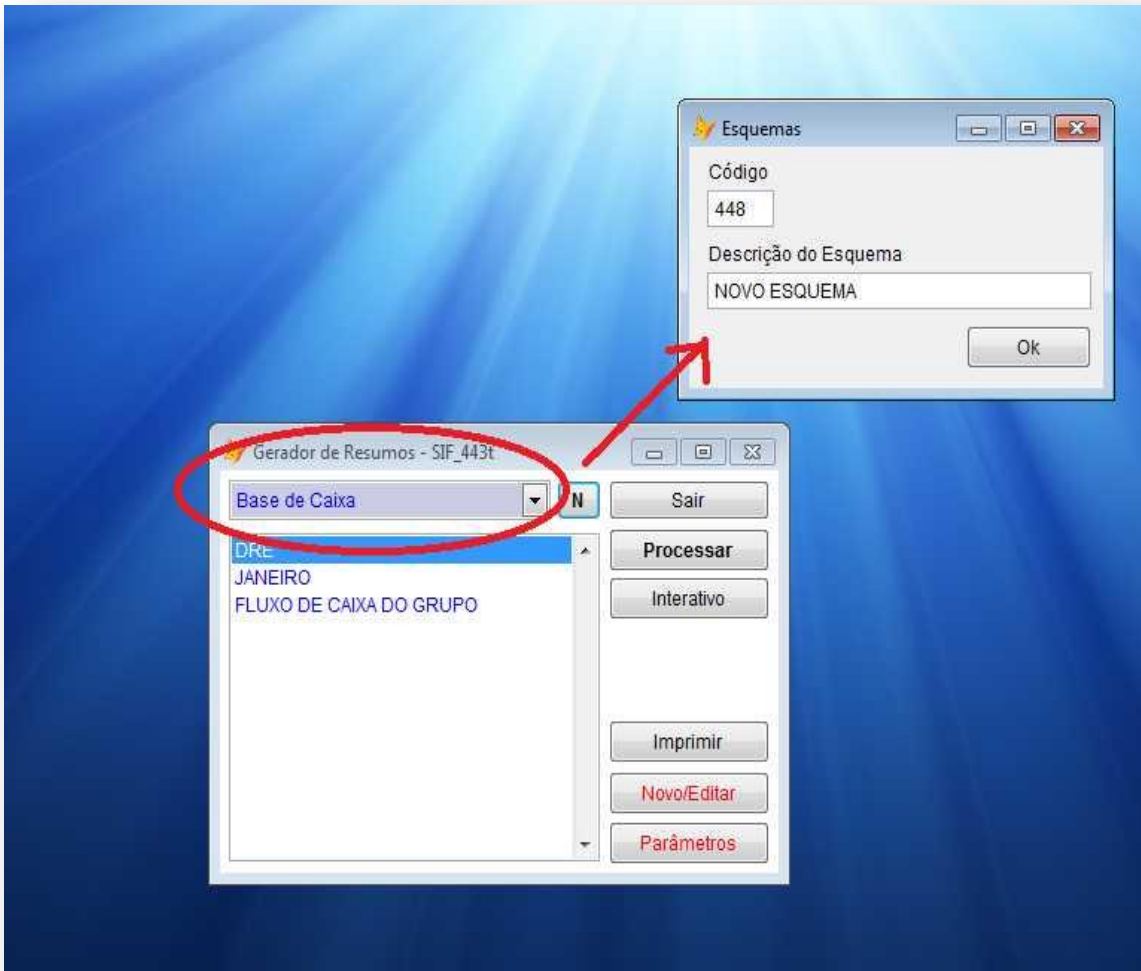 Esquemas
Código
448
Descrição do Esquema
NOVO ESQUEMA
Ok
Gerador de Resumos - SIF_443t
Base de Caixa
N
Sair
DRE
JANEIRO
FLUXO DE CAIXA DO GRUPO
Processar
Interativo
Imprimir
Novo/Editar
Parâmetros